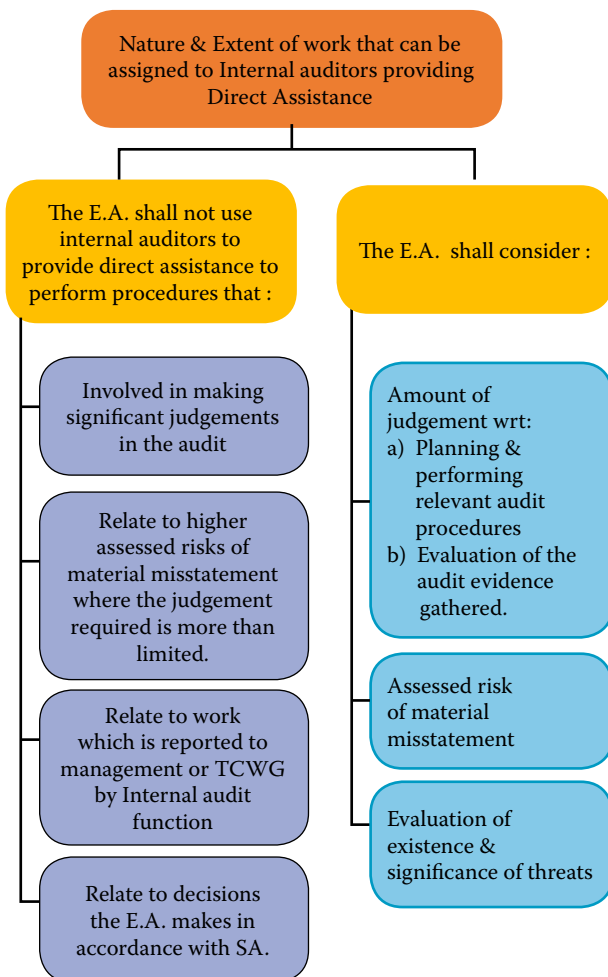 Nature & Extent of work that can be
assigned to Internal auditors providing
Direct Assistance
The E.A. shall not use
internal auditors to
provide direct assistance to
perform procedures that :
Involved in making
significant judgements
in the audit
Relate to higher
assessed risks of
material misstatement
where the judgement
required is more than
limited.
Relate to work
which is reported to
management or TCWG
by Internal audit
function
Relate to decisions
the E.A. makes in
accordance with SA.
The E.A. shall consider :
Amount of
judgement wrt:
a) Planning &
performing
relevant audit
procedures
b) Evaluation of the
audit evidence
gathered.
Assessed risk
of material
misstatement
Evaluation of
existence &
significance of threats